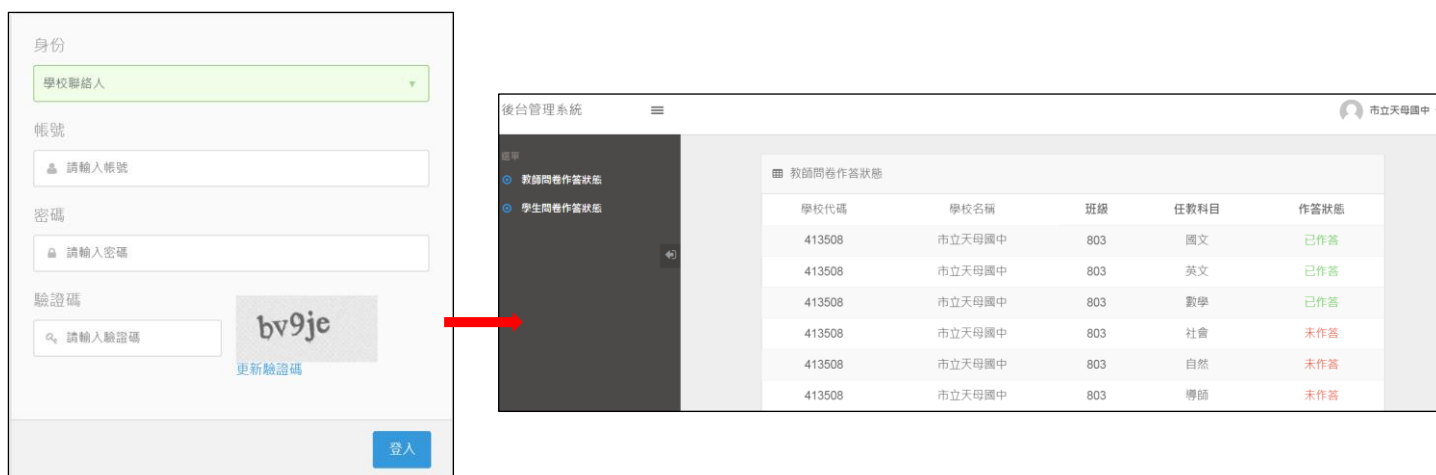 身份
學校聯絡人
帳號
請輸入帳號
密碼
請輸入密碼
驗證碼
請輸入驗證碼
bv9je
更新驗證碼
登入
後台管理系統
市立天母國中
選單
教師問卷作答狀態
學生問卷作答狀態
教師問卷作答狀態
學校代碼 學校名稱 班級 任教科目 作答狀態
413508 市立天母國中 803 國文 已作答
413508 市立天母國中 803 英文 已作答
413508 市立天母國中 803 數學 已作答
413508 市立天母國中 803 社會 未作答
413508 市立天母國中 803 自然 未作答
413508 市立天母國中 803 導師 未作答